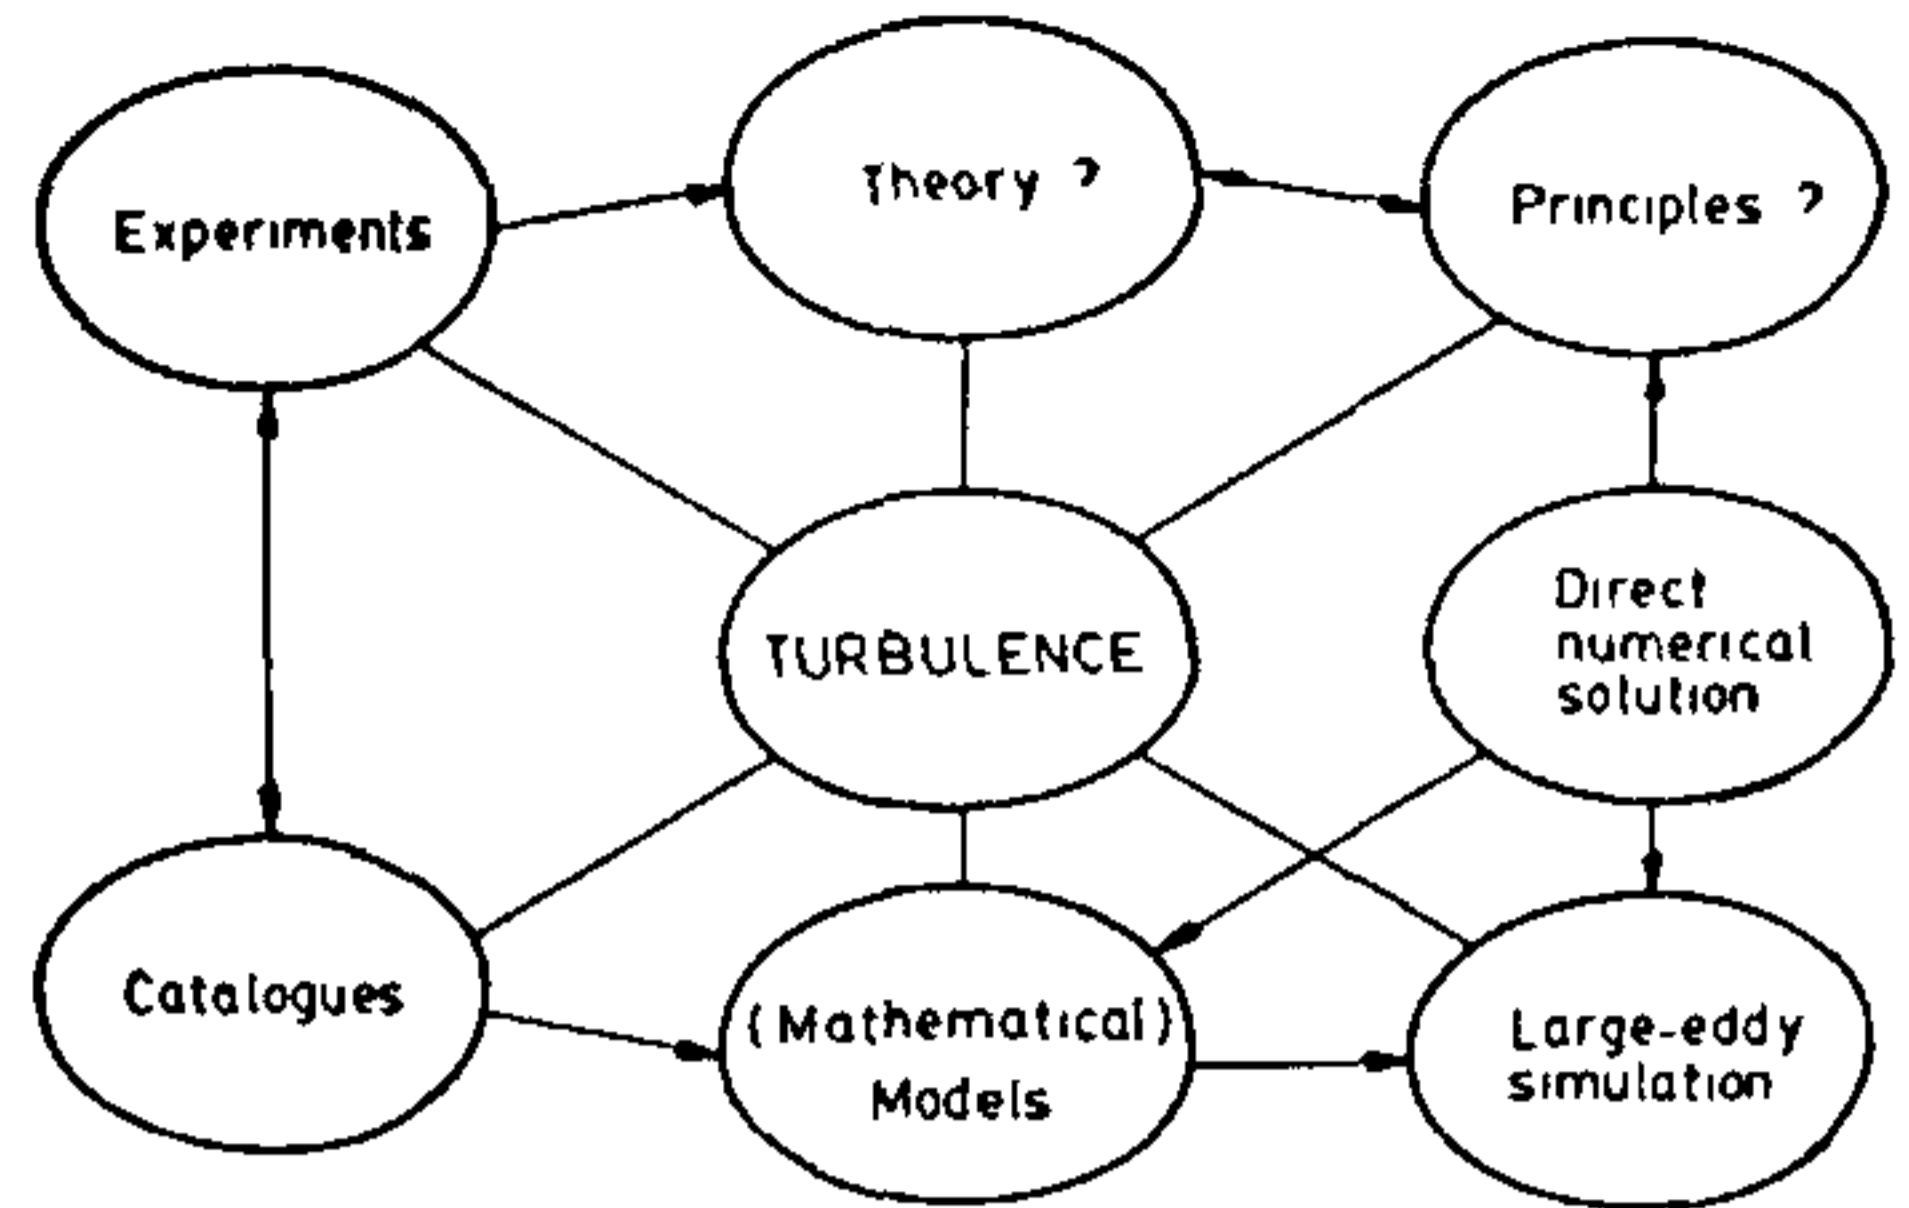 Theory ?
Experiments
Principles ?
TURBULENCE
Direct
numerical
solution
Catalogues
(Mathematical)
Models
Large-eddy
simulation